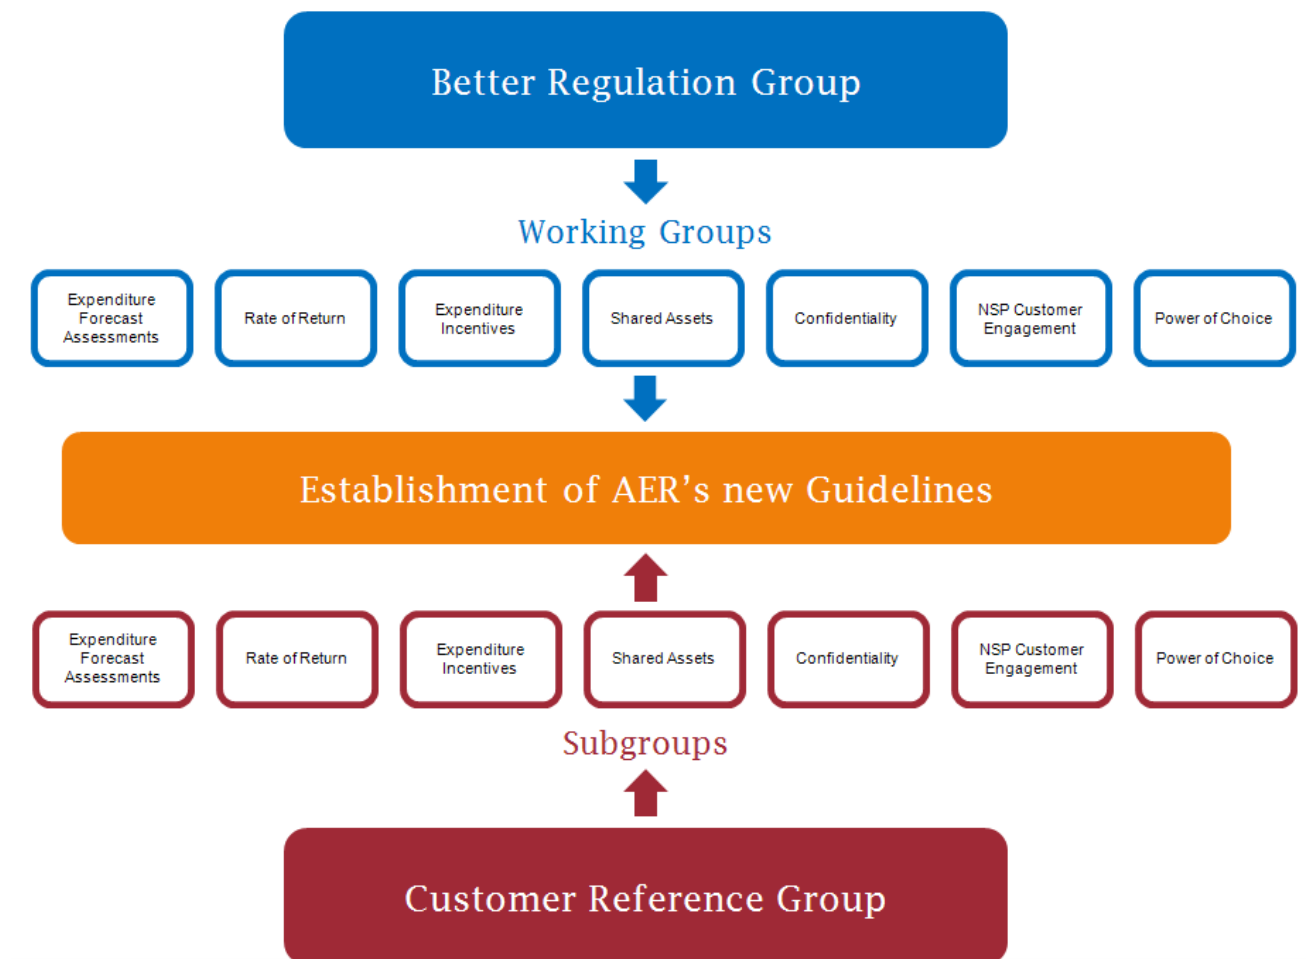 Better Regulation Group
Working Groups
Expenditure
Forecast
Assessments
Rate of Return
Expenditure
Incentives
Shared Assets
Confidentiality
NSP Customer
Engagement
Power of Choice
Establishment of AER's new Guidelines
Expenditure
Forecast
Assessments
Rate of Return
Expenditure
Incentives
Shared Assets
Confidentiality
NSP Customer
Engagement
Power of Choice
Subgroups
Customer Reference Group